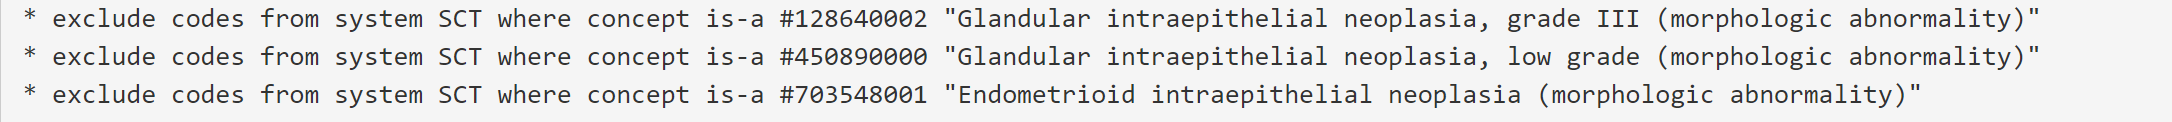 * exclude codes from system SCT where concept is-a #128640002 "Glandular intraepithelial neoplasia, grade III (morphologic abnormality)"
* exclude codes from system SCT where concept is-a #450890000 "Glandular intraepithelial neoplasia, low grade (morphologic abnormality)"
* exclude codes from system SCT where concept is-a #703548001 "Endometrioid intraepithelial neoplasia (morphologic abnormality)"